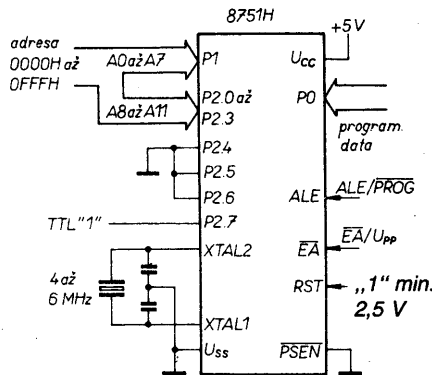 8751H
adresa
0000H až
0FFFH
A0 až A7
A8 až A11
P1
P2.0 až
P2.3
P2.4
P2.5
P2.6
TTL"1"
P2.7
XTAL2
4 až
6 MHz
XTAL1
Uss
+5V
Ucc
P0
program.
data
ALE
ALE/PROG
EA
EA/Upp
RST
„1“ min.
2,5 V
PSEN